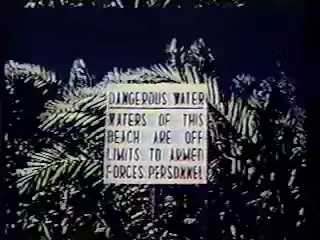 DANGEROUS WATER
WATERS OF THIS
BEACH ARE OFF
LIMITS TO ARMED
FORCES PERSONNEL